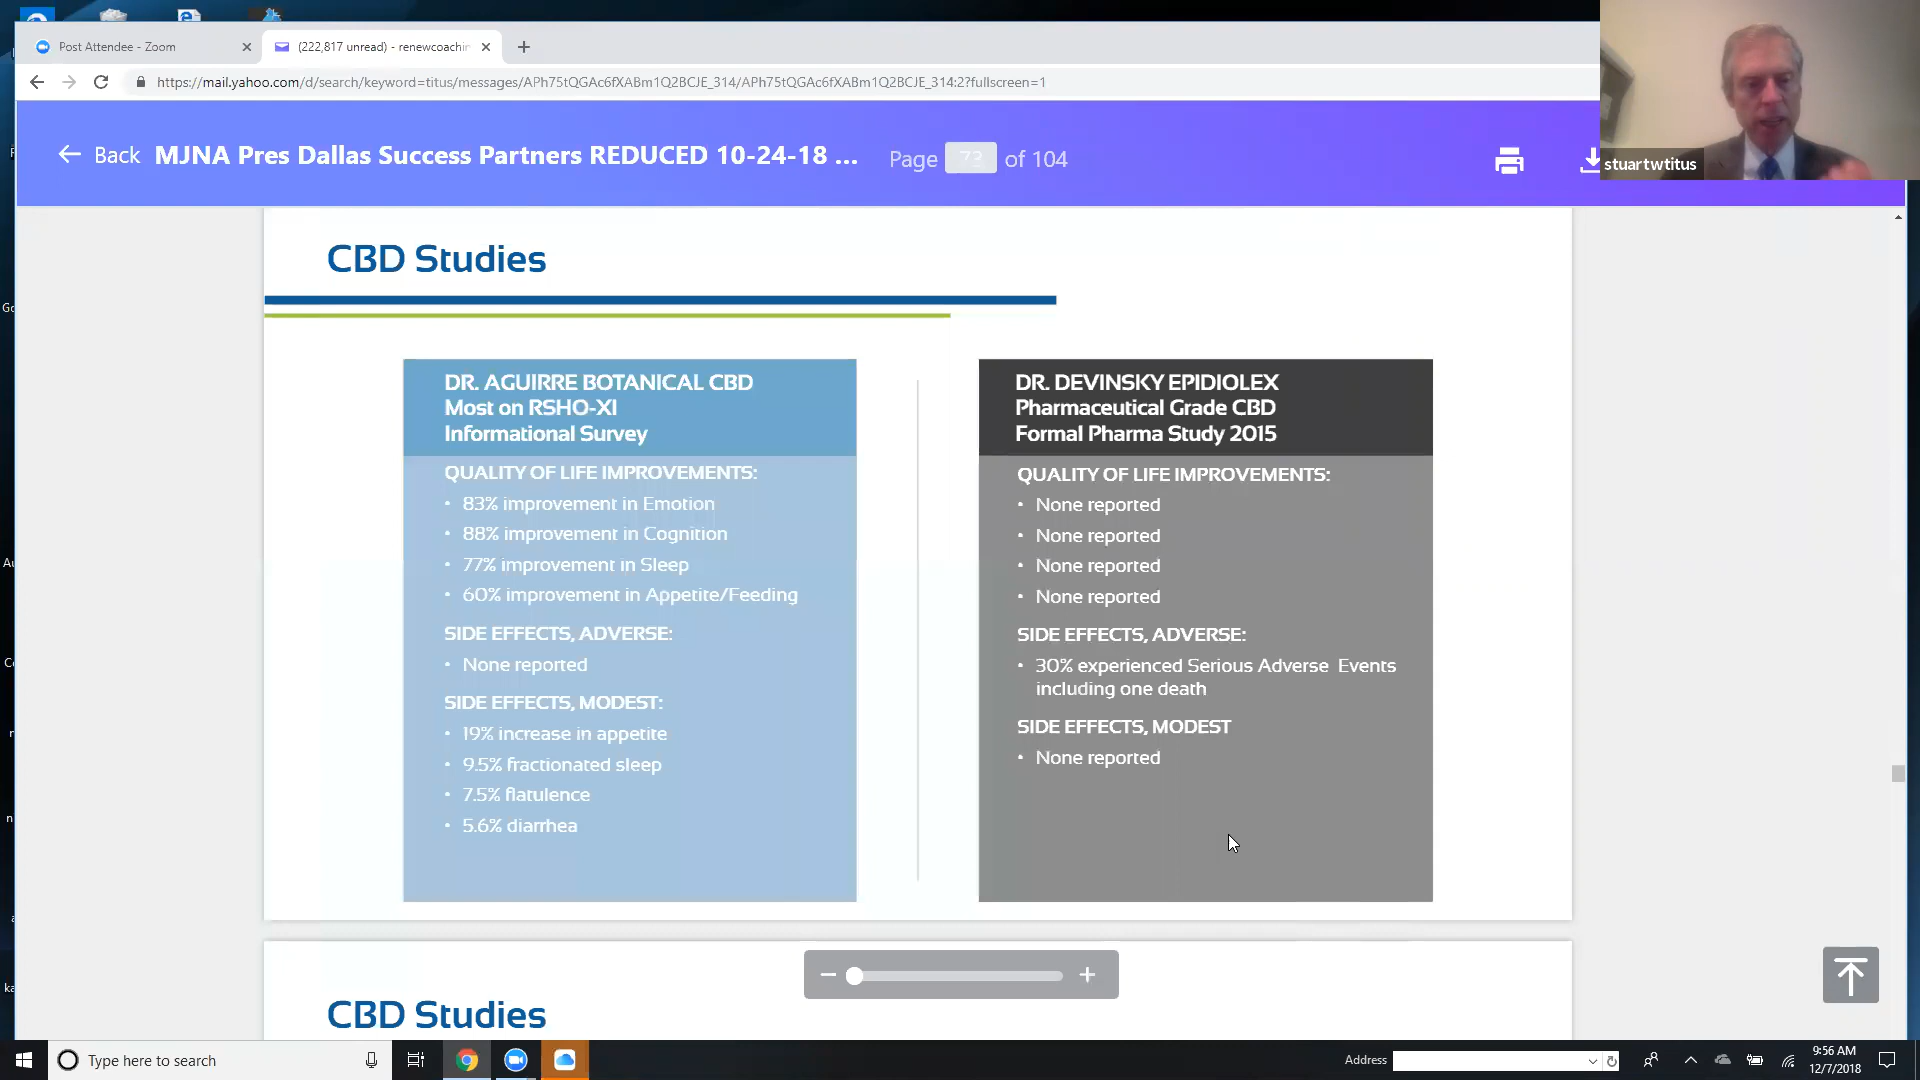 Post Attendee - Zoom
(222,817 unread) - renewcoachin
https://mail.yahoo.com/d/search/keyword=titus/messages/APh75tQGAc6fXABm1Q2BCJE_314/APh75tQGAc6fXABm1Q2BCJE_314:2?fullscreen=1
Back MJNA Pres Dallas Success Partners REDUCED 10-24-18 ... Page 73 of 104
stuartwtitus
CBD Studies
DR. AGUIRRE BOTANICAL CBD
Most on RSHO-XI
Informational Survey
QUALITY OF LIFE IMPROVEMENTS:
• 83% improvement in Emotion
• 88% improvement in Cognition
• 77% improvement in Sleep
• 60% improvement in Appetite/Feeding
SIDE EFFECTS, ADVERSE:
• None reported
SIDE EFFECTS, MODEST:
• 19% increase in appetite
• 9.5% fractionated sleep
• 7.5% flatulence
• 5.6% diarrhea
DR. DEVINSKY EPIDIOLEX
Pharmaceutical Grade CBD
Formal Pharma Study 2015
QUALITY OF LIFE IMPROVEMENTS:
• None reported
• None reported
• None reported
• None reported
SIDE EFFECTS, ADVERSE:
• 30% experienced Serious Adverse Events
including one death
SIDE EFFECTS, MODEST
• None reported
CBD Studies
Type here to search
Address
9:56 AM
12/7/2018